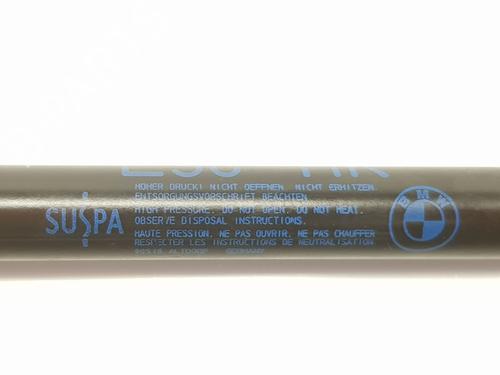 HOHER DRUCK! NICHT OEFFNEN. NICHT ERHITZEN.
ENTSORGUNGSVORSCHRIFT BEACHTEN
HIGH PRESSURE. DO NOT OPEN. DO NOT HEAT.
OBSERVE DISPOSAL INSTRUCTIONS.
HAUTE PRESSION, NE PAS OUVRIR, NE PAS CHAUFFER
RESPECTER LES INSTRUCTIONS DE NEUTRALISATION
GERMANY
SUSPA
BMW